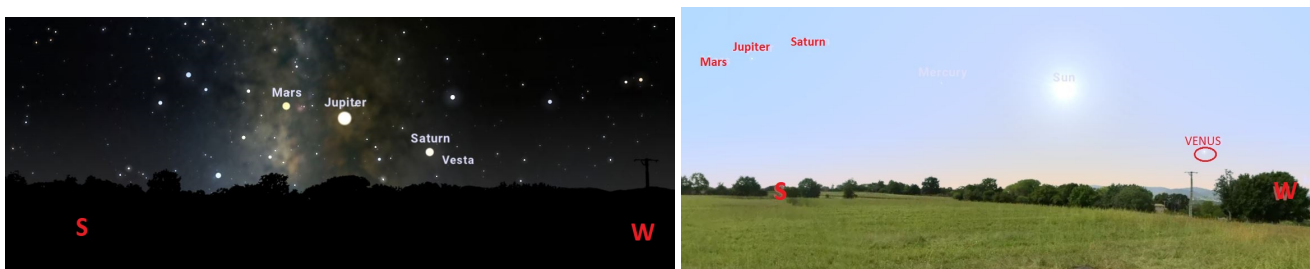 Mars
Jupiter
Saturn
Vesta
S
W
Saturn
Jupiter
Mars
Mercury
Sun
VENUS
S
W